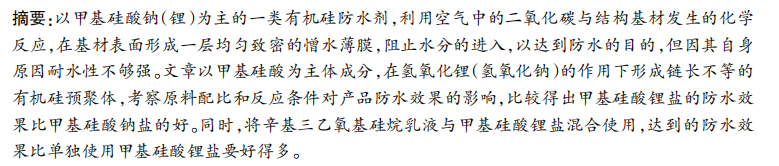 摘要:以甲基硅酸钠(锂)为主的一类有机硅防水剂,利用空气中的二氧化碳与结构基材发生的化学
反应,在基材表面形成一层均匀致密的憎水薄膜,阻止水分的进入,以达到防水的目的,但因其自身
原因耐水性不够强。文章以甲基硅酸为主体成分,在氢氧化锂(氢氧化钠)的作用下形成链长不等的
有机硅预聚体,考察原料配比和反应条件对产品防水效果的影响,比较得出甲基硅酸锂盐的防水效
果比甲基硅酸钠盐的好。同时,将辛基三乙氧基硅烷乳液与甲基硅酸锂盐混合使用,达到的防水效
果比单独使用甲基硅酸锂盐要好得多。